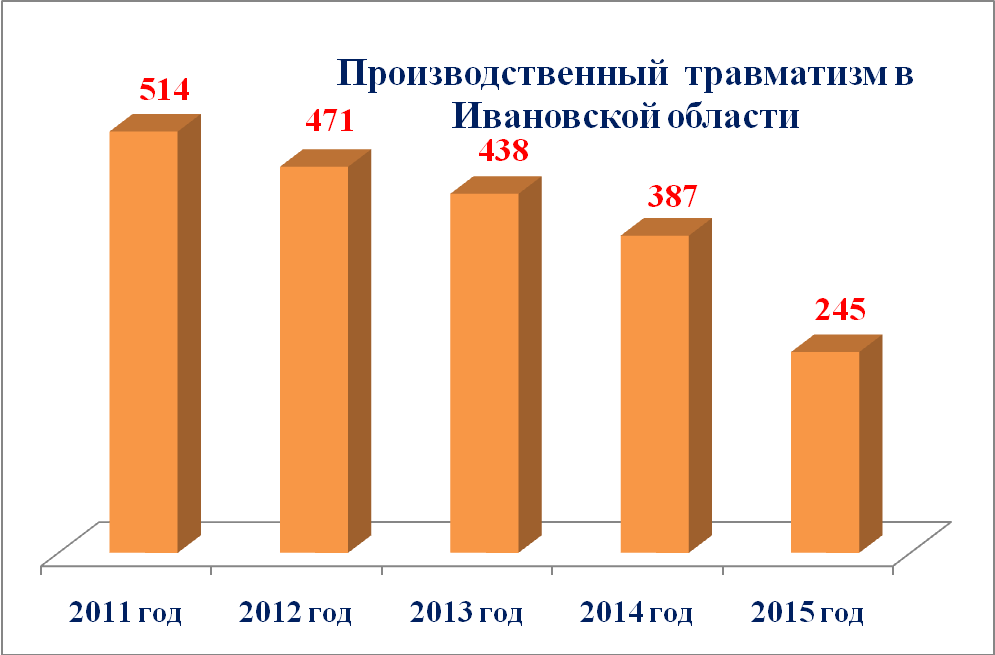 Производственный травматизм в
Ивановской области
514
471
438
387
245
2011 год
2012 год
2013 год
2014 год
2015 год